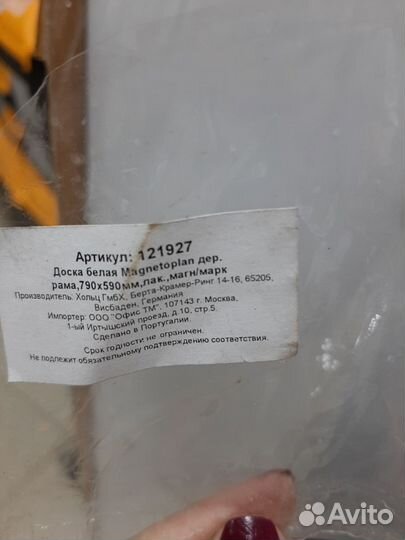 Артикул: 121927
Доска белая Magnetoplan дер.
рама,790x590мм,лак.,магн/марк
Производитель: Хольц ГмбХ, Берта-Крамер-Ринг 14-16, 65205,
Висбаден, Германия
Импортер: ООО "Офис ТМ". 107143 г. Москва,
1-ый Иртышский проезд, д.10, стр.5.
Сделано в Португалии.
Срок годности не ограничен.
Не подлежит обязательному подтверждению соответствия.
Avito